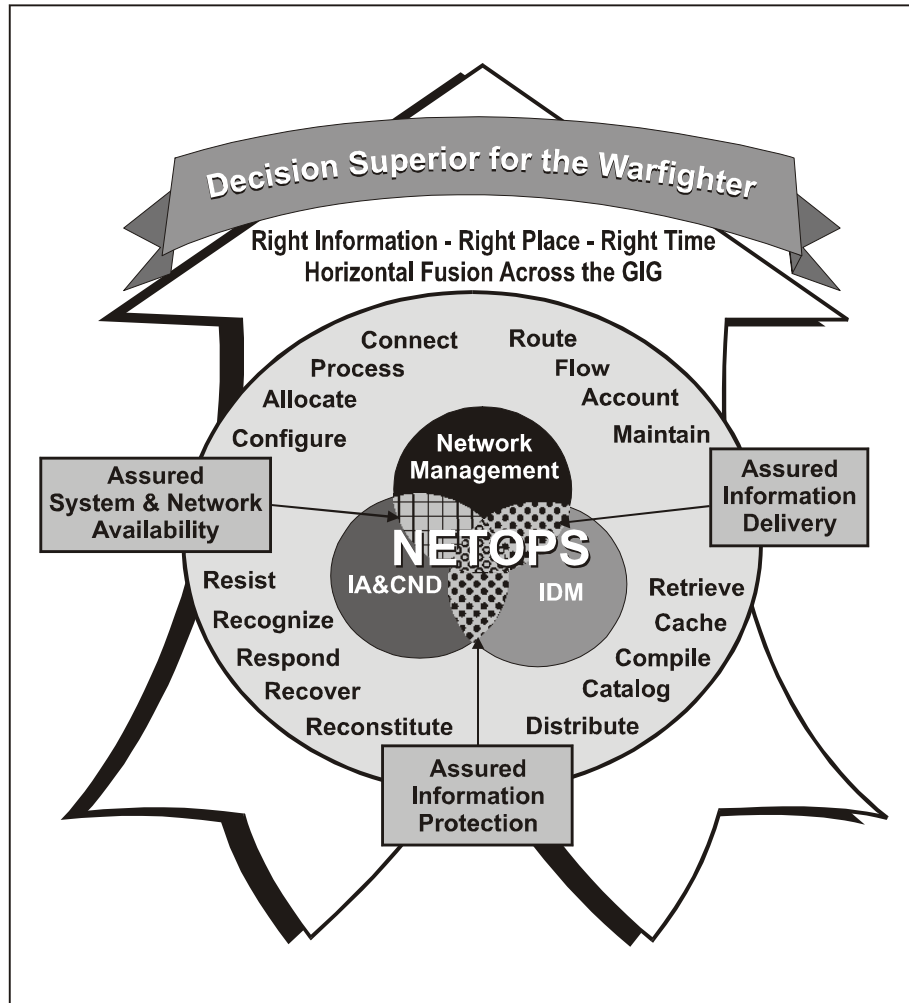 Decision Superior for the Warfighter
Right Information - Right Place - Right Time
Horizontal Fusion Across the GIG
Connect
Process
Allocate
Configure
Route
Flow
Account
Maintain
Network
Management
Assured
System & Network
Availability
Assured
Information
Delivery
NETOPS
IA&CND
IDM
Resist
Recognize
Respond
Recover
Reconstitute
Retrieve
Cache
Compile
Catalog
Distribute
Assured
Information
Protection